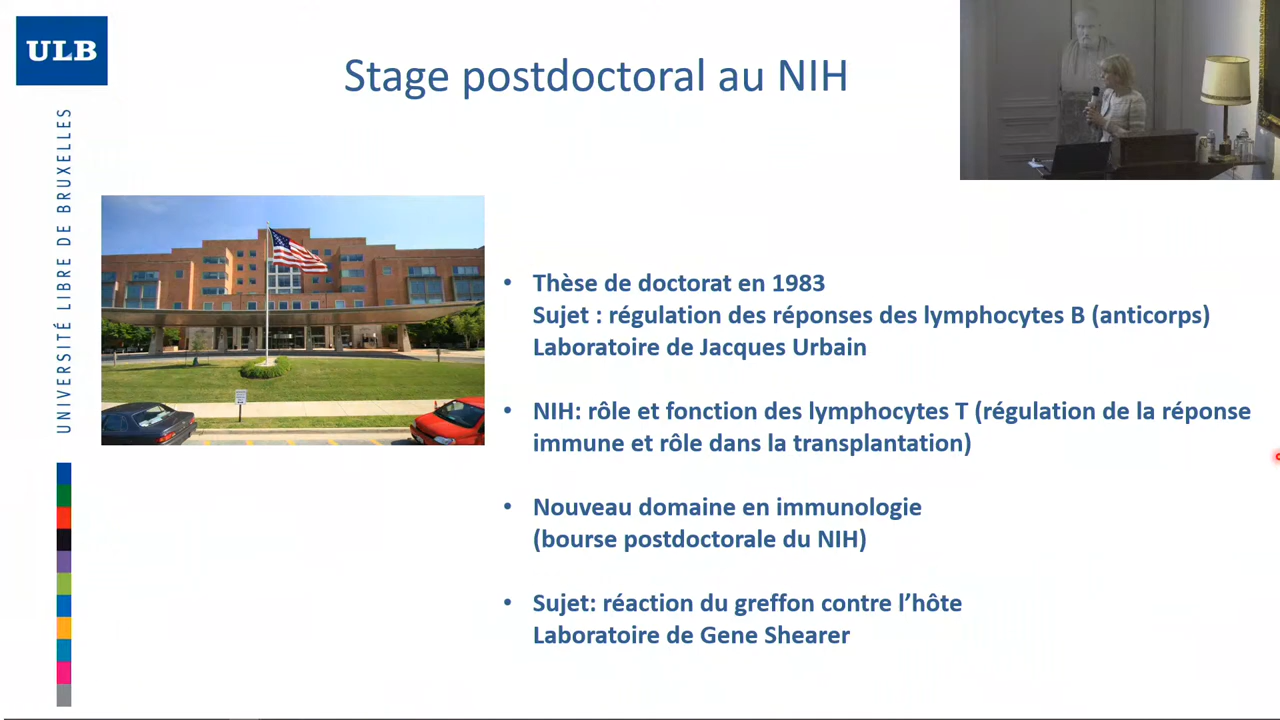 ULB
Stage postdoctoral au NIH
UNIVERSITÉ LIBRE DE BRUXELLES
• Thèse de doctorat en 1983
Sujet : régulation des réponses des lymphocytes B (anticorps)
Laboratoire de Jacques Urbain
• NIH: rôle et fonction des lymphocytes T (régulation de la réponse
immune et rôle dans la transplantation)
• Nouveau domaine en immunologie
(bourse postdoctorale du NIH)
• Sujet: réaction du greffon contre l’hôte
Laboratoire de Gene Shearer